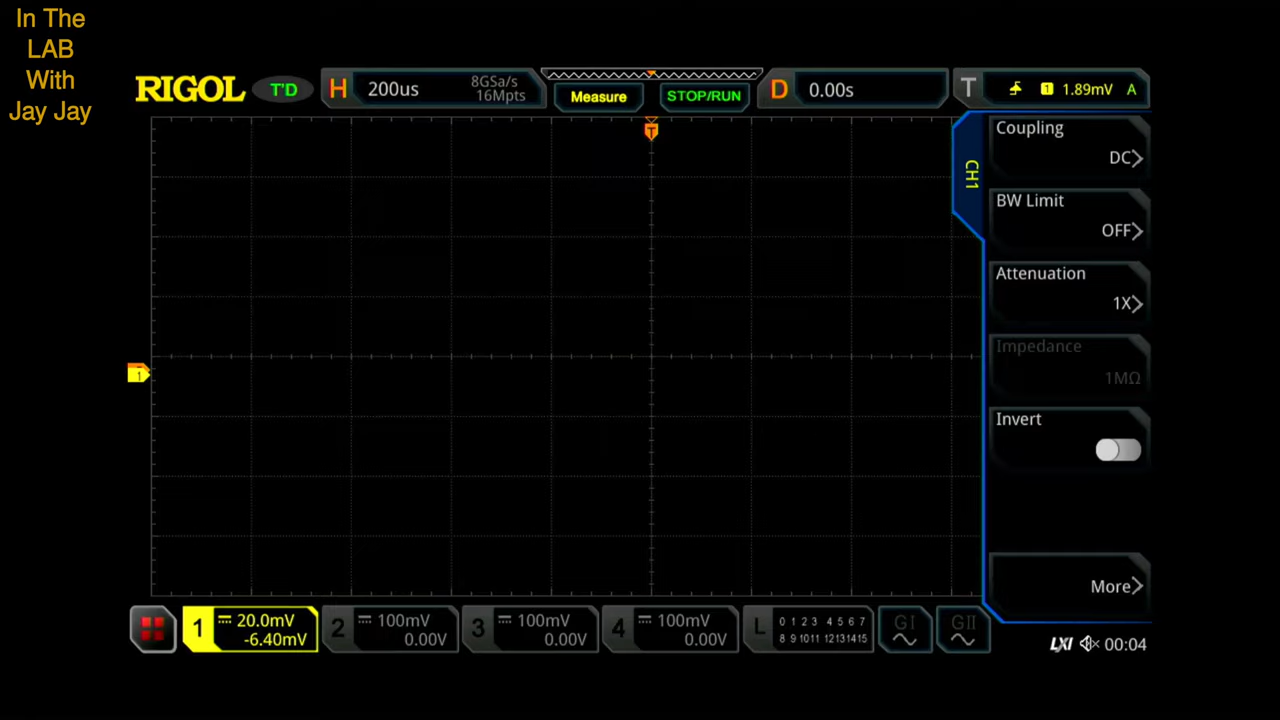 In The
LAB
With
Jay Jay
RIGOL
T'D
H
200us
8GSa/s
16Mpts
Measure
STOP/RUN
D
0.00s
T
1
1.89mV
A
T
CH1
Coupling
DC
BW Limit
OFF
Attenuation
1X
Impedance
1MΩ
Invert
More
1
1
20.0mV
-6.40mV
2
100mV
0.00V
3
100mV
0.00V
4
100mV
0.00V
L
0 1 2 3 4 5 6 7
8 9 10 11 12 13 14 15
GI
GII
LXI
00:04